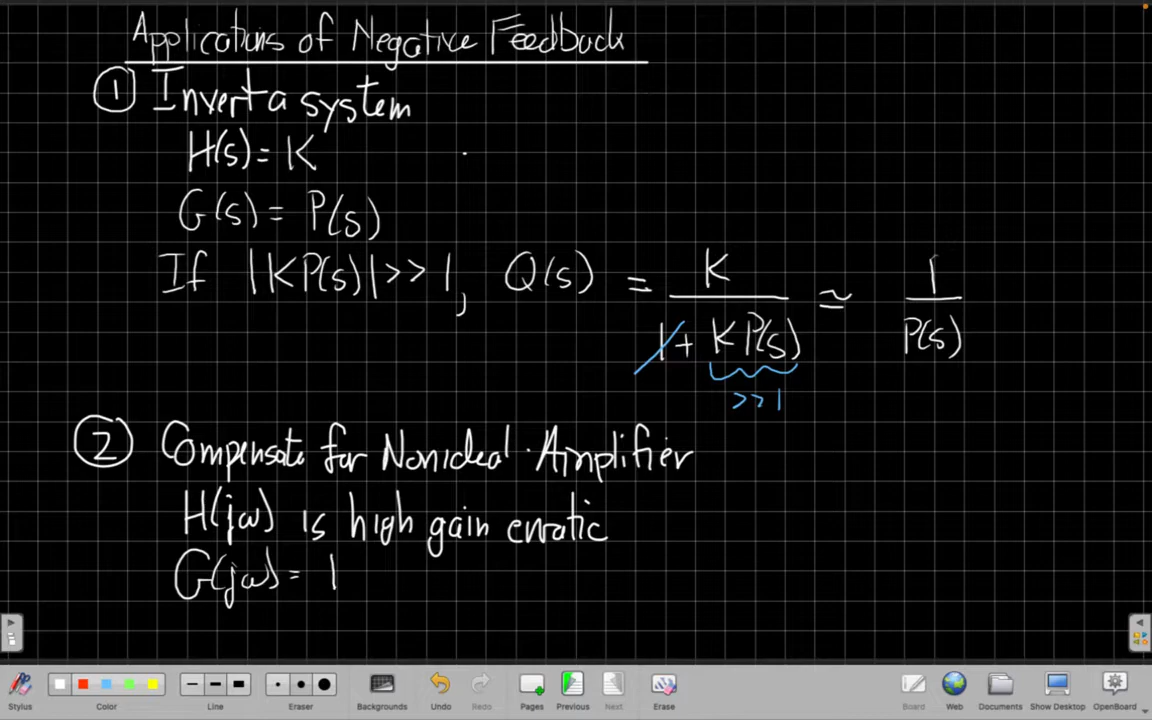 Applications of Negative Feedback
① Invert a system
H(s) = K
G(s) = P(s)
If |KP(s)| >> 1, Q(s) = K / (1 + KP(s)) ≃ 1 / P(s)
>> 1
② Compensate for Nonideal Amplifier
H(jω) is high gain erratic
G(jω) = 1
Stylus
Color
Line
Eraser
Backgrounds
Undo
Redo
Pages
Previous
Next
Erase
Board
Web
Documents
Show Desktop
OpenBoard